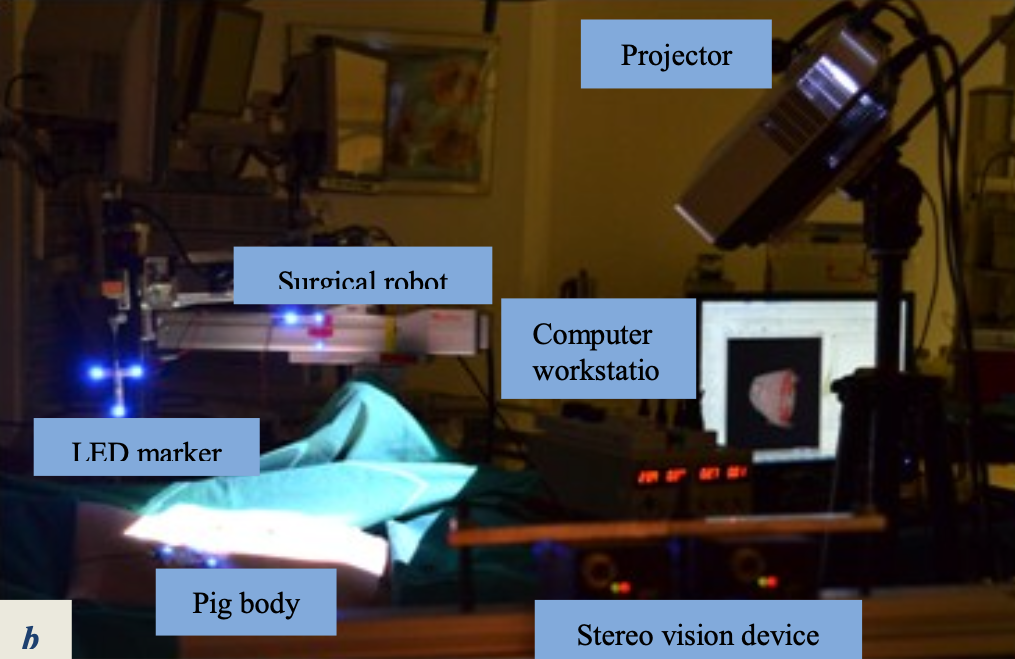 Projector
Surgical robot
Computer
workstatio
LED marker
Pig body
Stereo vision device
b